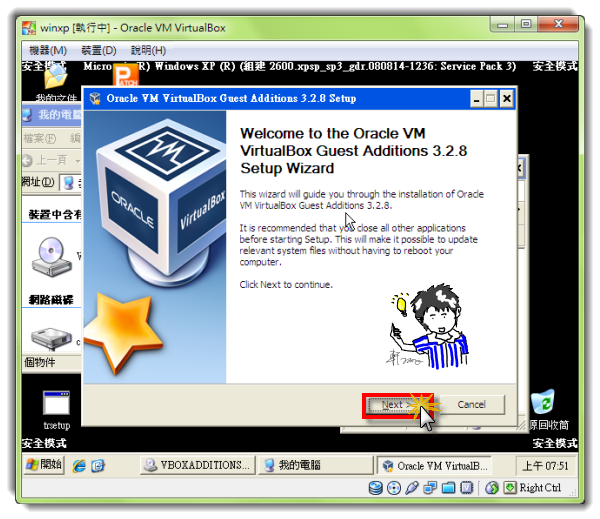 winxp [執行中] - Oracle VM VirtualBox
機器(M) 裝置(D) 說明(H)
安全模式
R) Windows XP (R) (組建 2600.xpsp_sp3_gdr.080814-1236: Service Pack 3) 安全模式
PATCH
我的文件
我的電腦
Oracle VM VirtualBox Guest Additions 3.2.8 Setup
檔案(F)
上一頁
網址(D)
裝置中含有
網路磁碟
個物件
ORACLE
VirtualBox
Welcome to the Oracle VM
VirtualBox Guest Additions 3.2.8
Setup Wizard
This wizard will guide you through the installation of Oracle
VM VirtualBox Guest Additions 3.2.8.
It is recommended that you close all other applications
before starting Setup. This will make it possible to update
relevant system files without having to reboot your
computer.
Click Next to continue.
Next > Cancel
trsetup
資源回收筒
安全模式 安全模式
開始 VBOXADDITIONS... 我的電腦 Oracle VM VirtualB... 上午 07:51
Right Ctrl